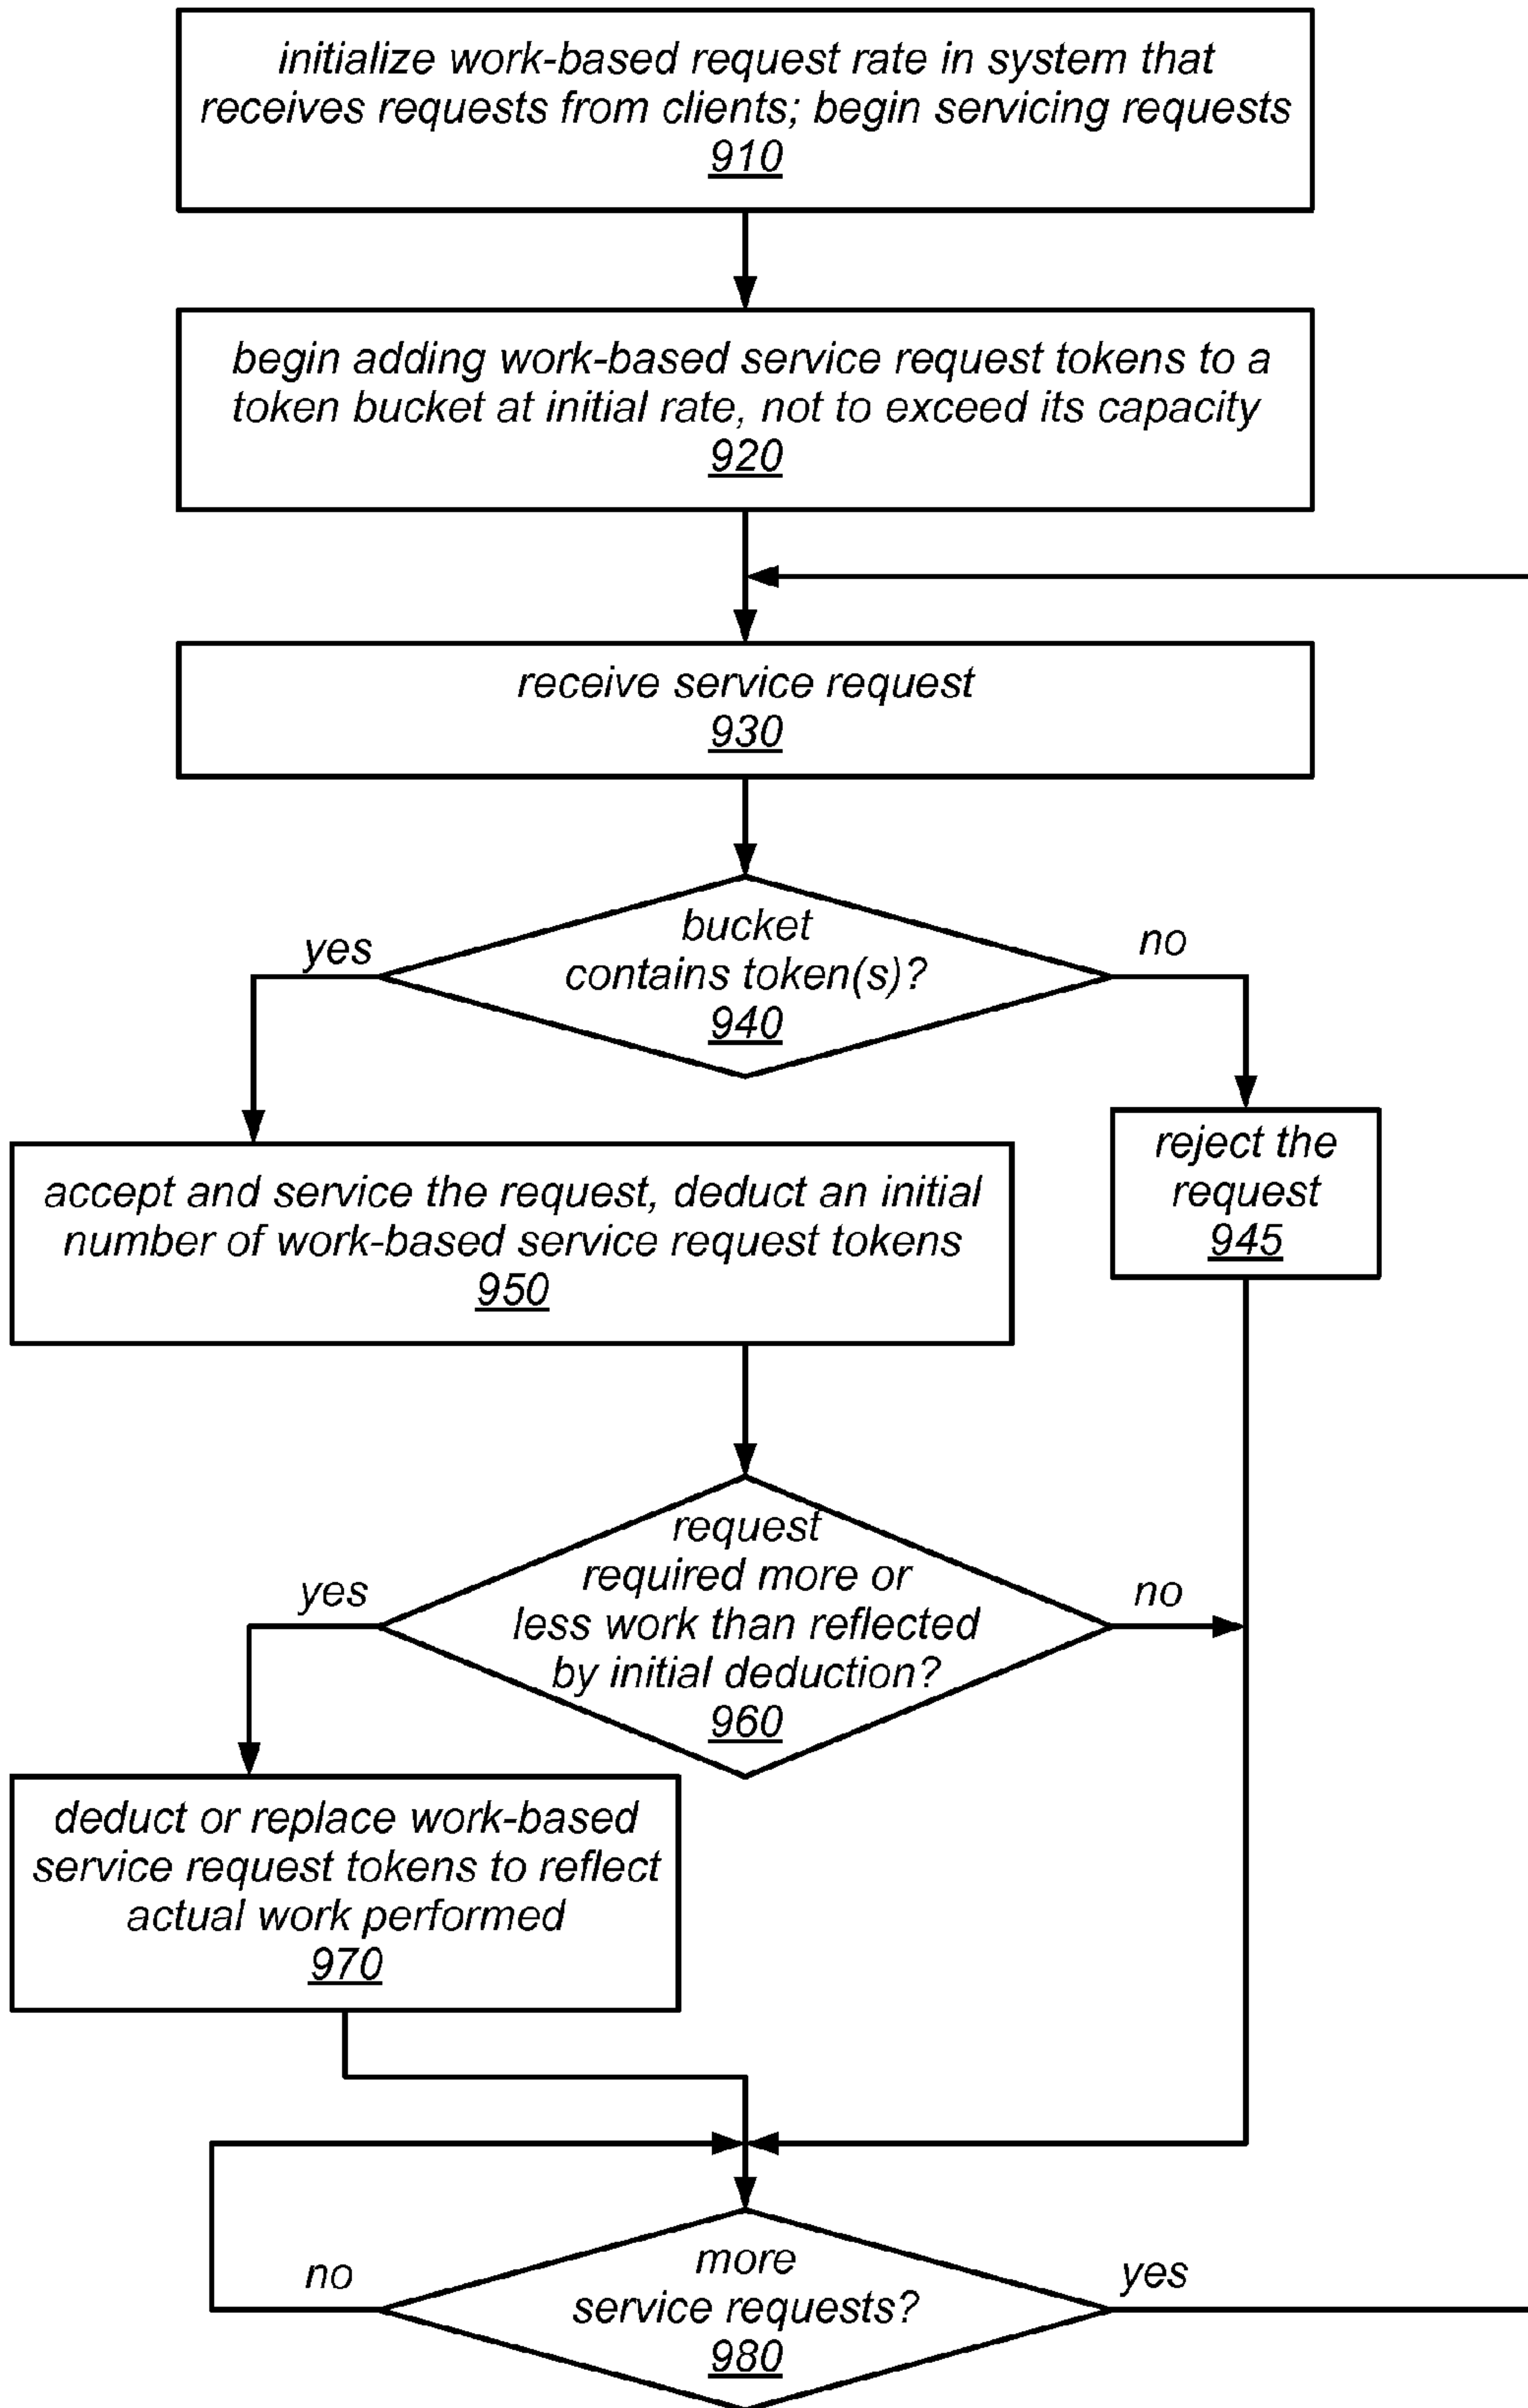 initialize work-based request rate in system that
receives requests from clients; begin servicing requests
910
begin adding work-based service request tokens to a
token bucket at initial rate, not to exceed its capacity
920
receive service request
930
bucket
contains token(s)?
940
yes
no
accept and service the request, deduct an initial
number of work-based service request tokens
950
reject the
request
945
request
required more or
less work than reflected
by initial deduction?
960
yes
no
deduct or replace work-based
service request tokens to reflect
actual work performed
970
more
service requests?
980
no
yes